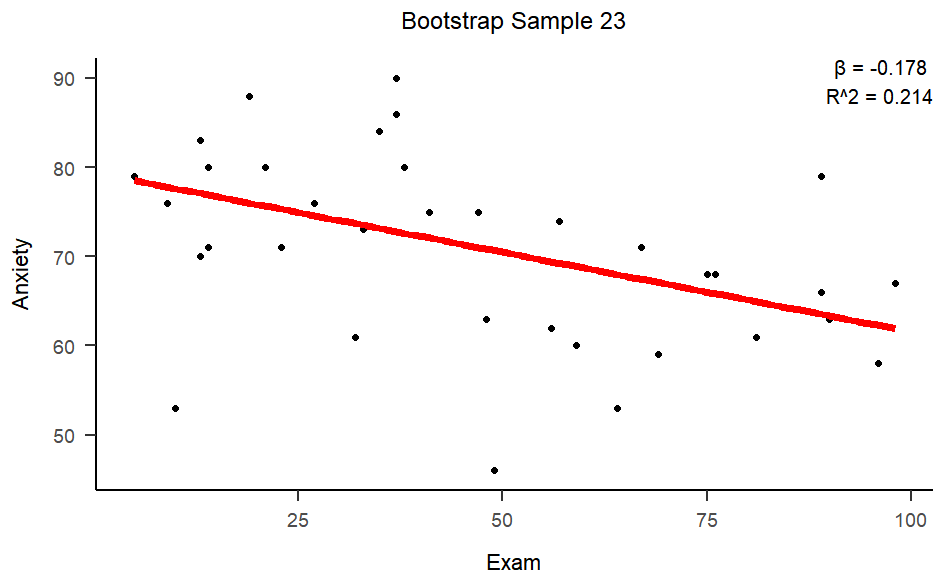 Bootstrap Sample 23
β = -0.178
R^2 = 0.214
90
80
70
60
50
Anxiety
25
50
75
100
Exam